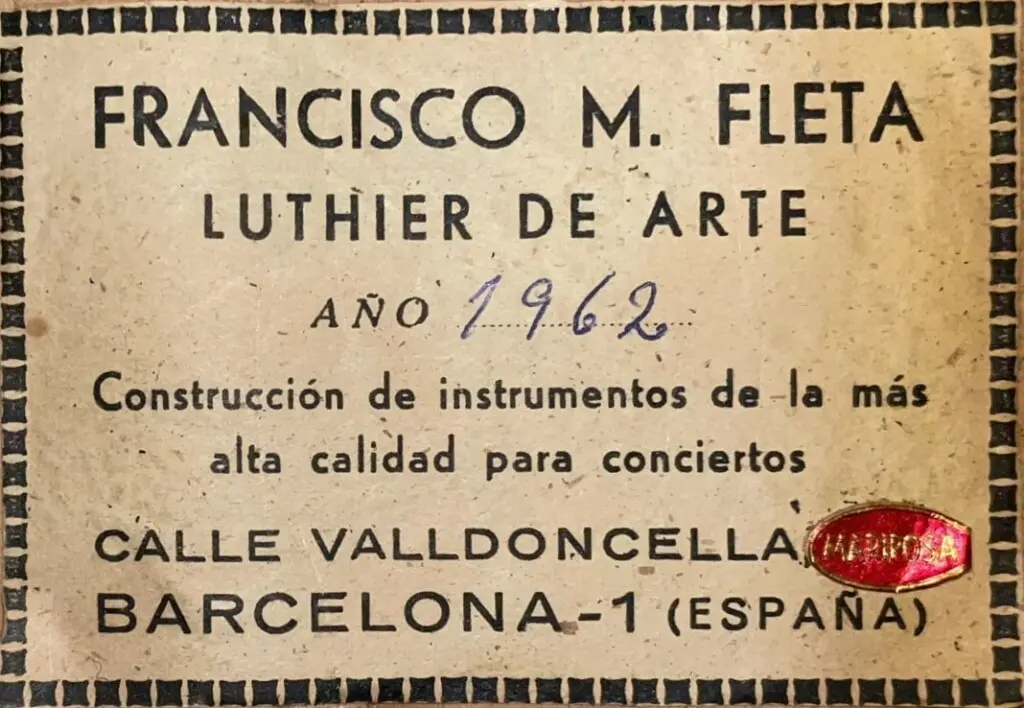 FRANCISCO M. FLETA
LUTHIER DE ARTE
AÑO 1962
Construcción de instrumentos de la más
alta calidad para conciertos
CALLE VALLDONCELLA
MARIPOSA
BARCELONA-1 (ESPAÑA)